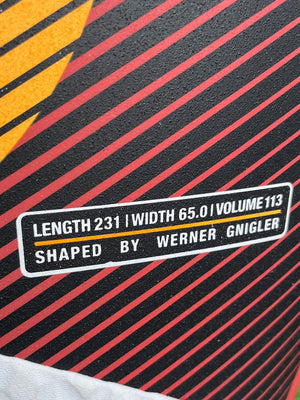 LENGTH 231 | WIDTH 65.0 | VOLUME 113
SHAPED BY WERNER GNIGLER